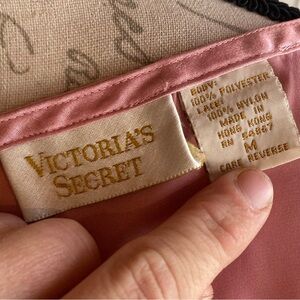 VICTORIA'S
SECRET
BODY:
100% POLYESTER
LACE:
100% NYLON
MADE IN
HONG KONG
RN 54867
M
CARE REVERSE